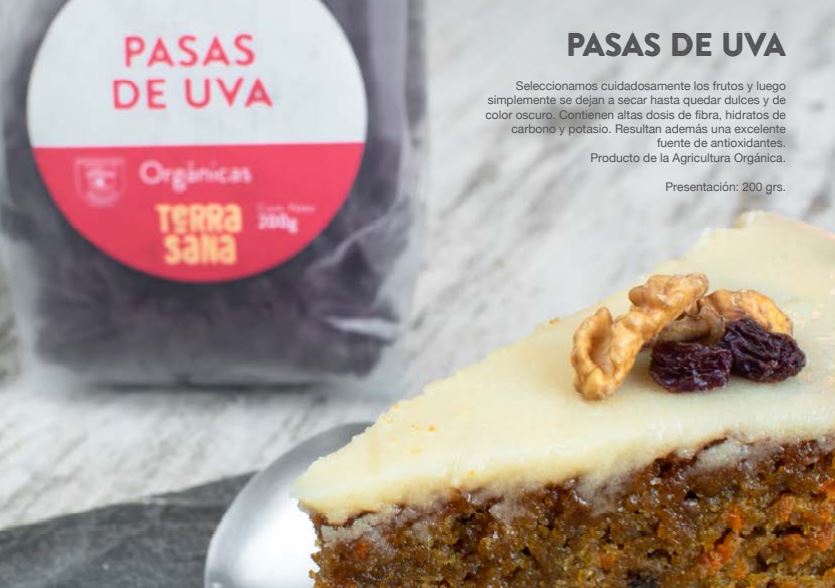 PASAS
DE UVA
Orgánicas
TERRA
SANA
200g
PASAS DE UVA
Seleccionamos cuidadosamente los frutos y luego
simplemente se dejan a secar hasta quedar dulces y de
color oscuro. Contienen altas dosis de fibra, hidratos de
carbono y potasio. Resultan además una excelente
fuente de antioxidantes.
Producto de la Agricultura Orgánica.
Presentación: 200 grs.